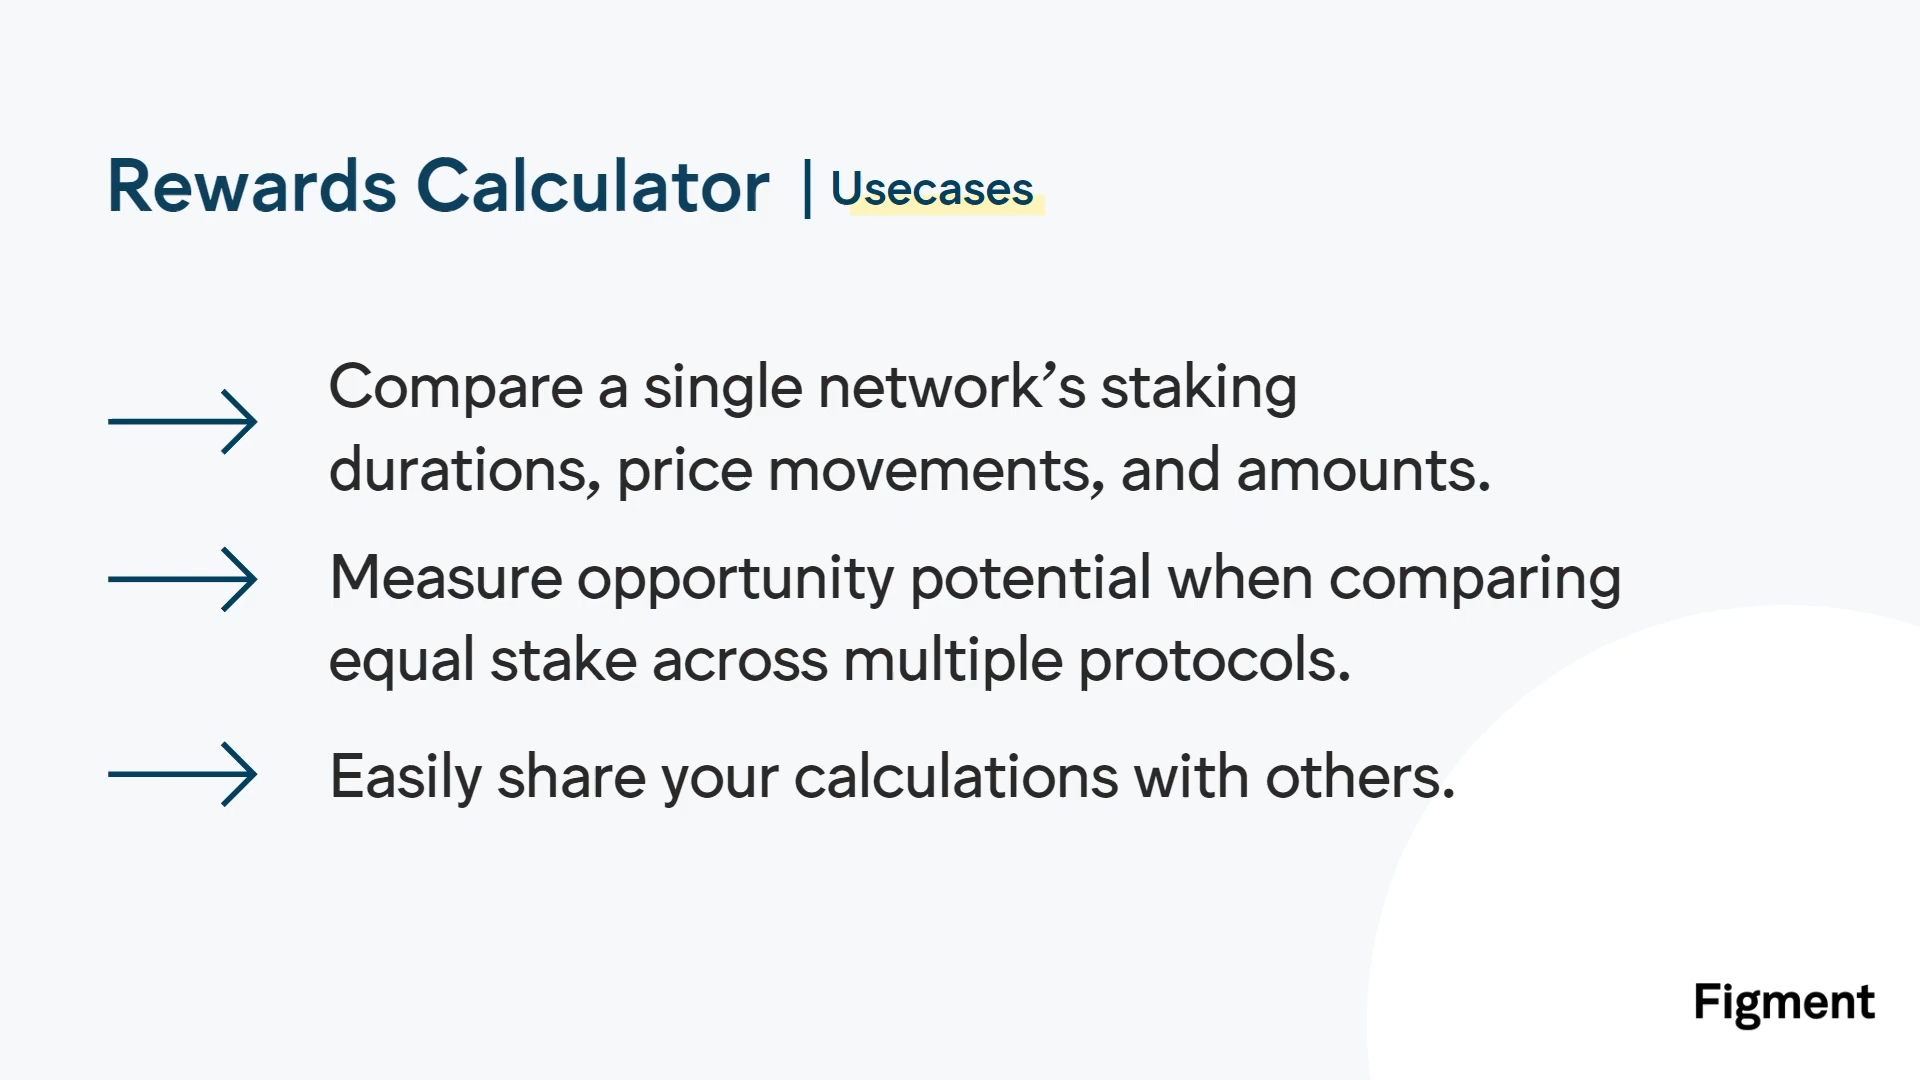 Rewards Calculator | Usecases
Compare a single network’s staking
durations, price movements, and amounts.
Measure opportunity potential when comparing
equal stake across multiple protocols.
Easily share your calculations with others.
Figment